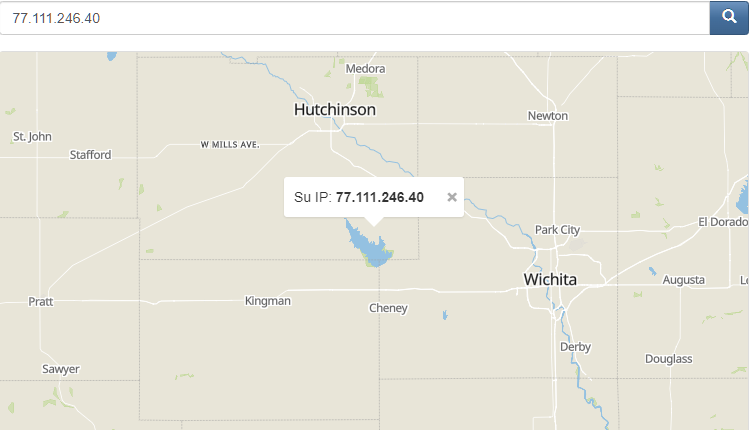 77.111.246.40
Medora
Hutchinson
Newton
St. John
W MILLS AVE.
Stafford
Su IP: 77.111.246.40 ×
El Dorado
Park City
Wichita
Augusta
Pratt
Kingman
Cheney
Derby
Douglass
Sawyer